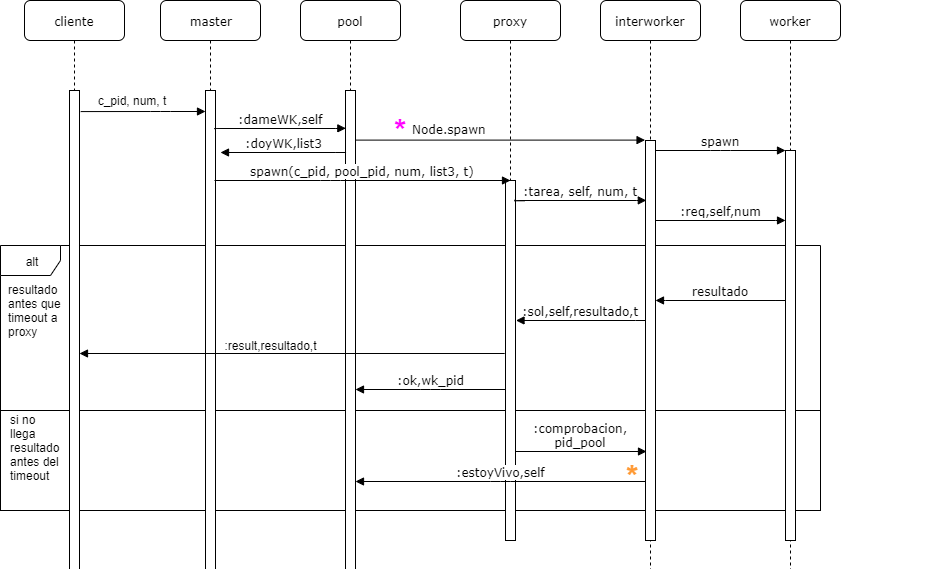 cliente
master
pool
proxy
interworker
worker
c_pid, num, t
:dameWK,self
* Node.spawn
:doyWK,list3
spawn
spawn(c_pid, pool_pid, num, list3, t)
:tarea, self, num, t
:req,self,num
alt
resultado
antes que
timeout a
proxy
resultado
:sol,self,resultado,t
:result,resultado,t
:ok,wk_pid
si no
llega
resultado
antes del
timeout
:comprobacion,
pid_pool
:estoyVivo,self
*